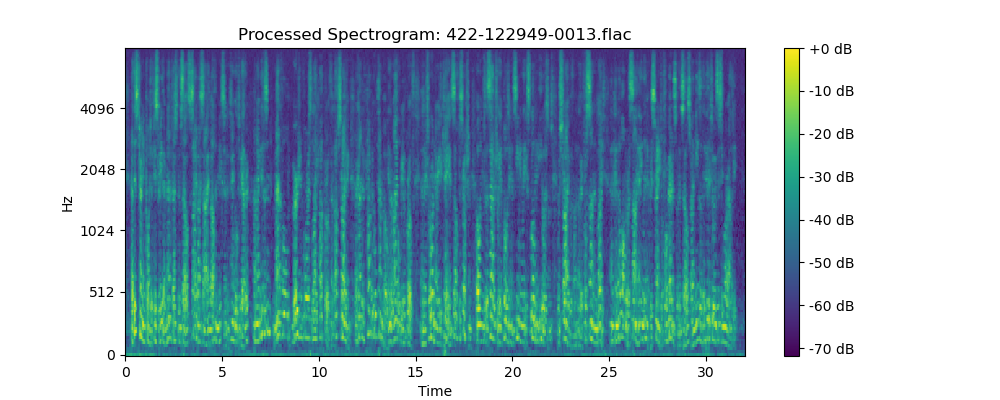 Processed Spectrogram: 422-122949-0013.flac
Hz
4096
2048
1024
512
0
0 5 10 15 20 25 30
Time
+0 dB
-10 dB
-20 dB
-30 dB
-40 dB
-50 dB
-60 dB
-70 dB